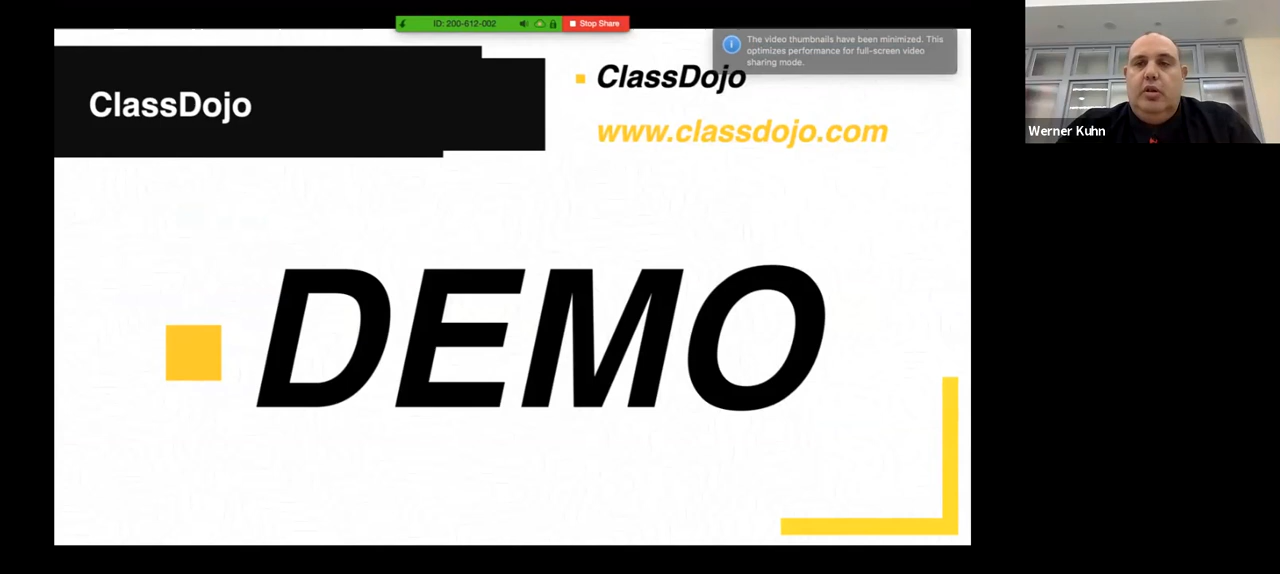 ID: 200-612-002
Stop Share
The video thumbnails have been minimized. This
optimizes performance for full-screen video
sharing mode.
ClassDojo
ClassDojo
www.classdojo.com
DEMO
Werner Kuhn